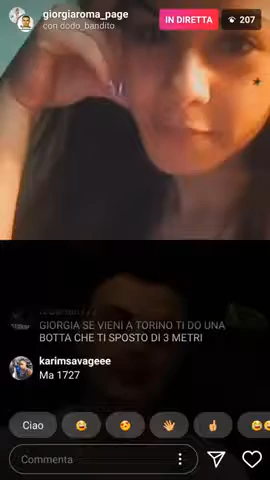 giorgiaroma_page
IN DIRETTA
207
con dodo_bandito
GIORGIA SE VIENI A TORINO TI DO UNA
BOTTA CHE TI SPOSTO DI 3 METRI
karimsavageee
Ma 1727
Ciao
Commenta